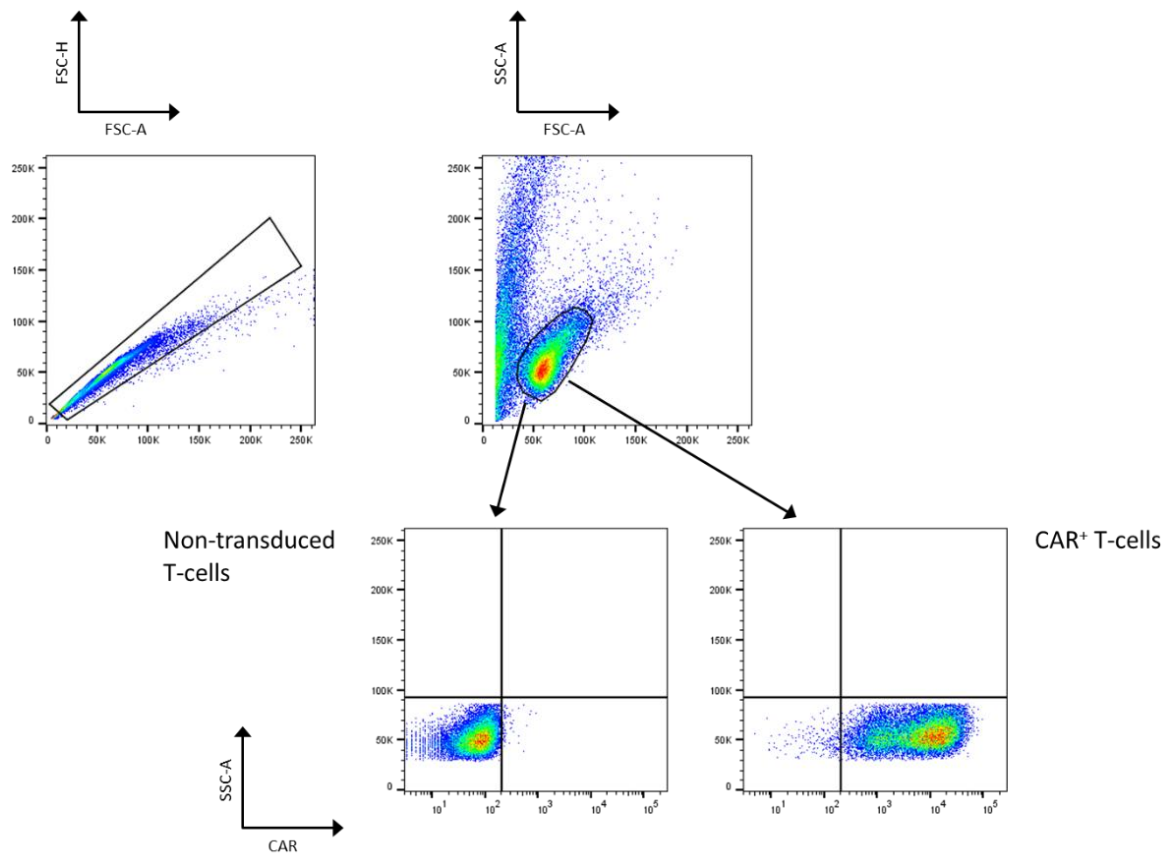 FSC-H
FSC-A
SSC-A
FSC-A
250K
200K
150K
100K
50K
0
0 50K 100K 150K 200K 250K
250K
200K
150K
100K
50K
0
0 50K 100K 150K 200K 250K
Non-transduced
T-cells
250K
200K
150K
100K
50K
0
10¹ 10² 10³ 10⁴ 10⁵
250K
200K
150K
100K
50K
0
10¹ 10² 10³ 10⁴ 10⁵
CAR⁺ T-cells
SSC-A
CAR